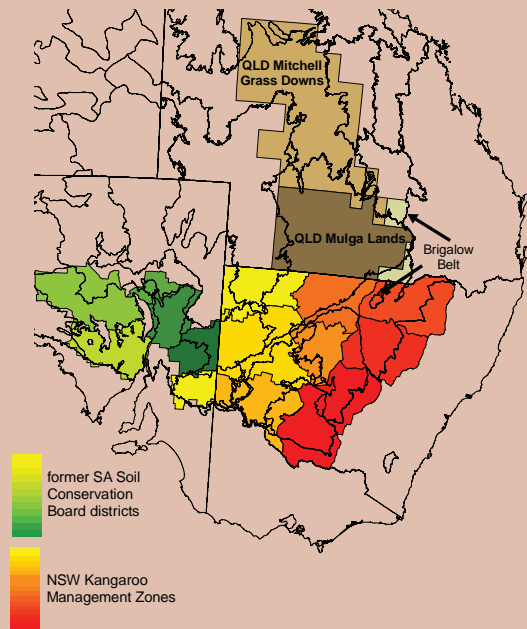 QLD Mitchell
Grass Downs
QLD Mulga Lands
Brigalow
Belt
former SA Soil
Conservation
Board districts
NSW Kangaroo
Management Zones